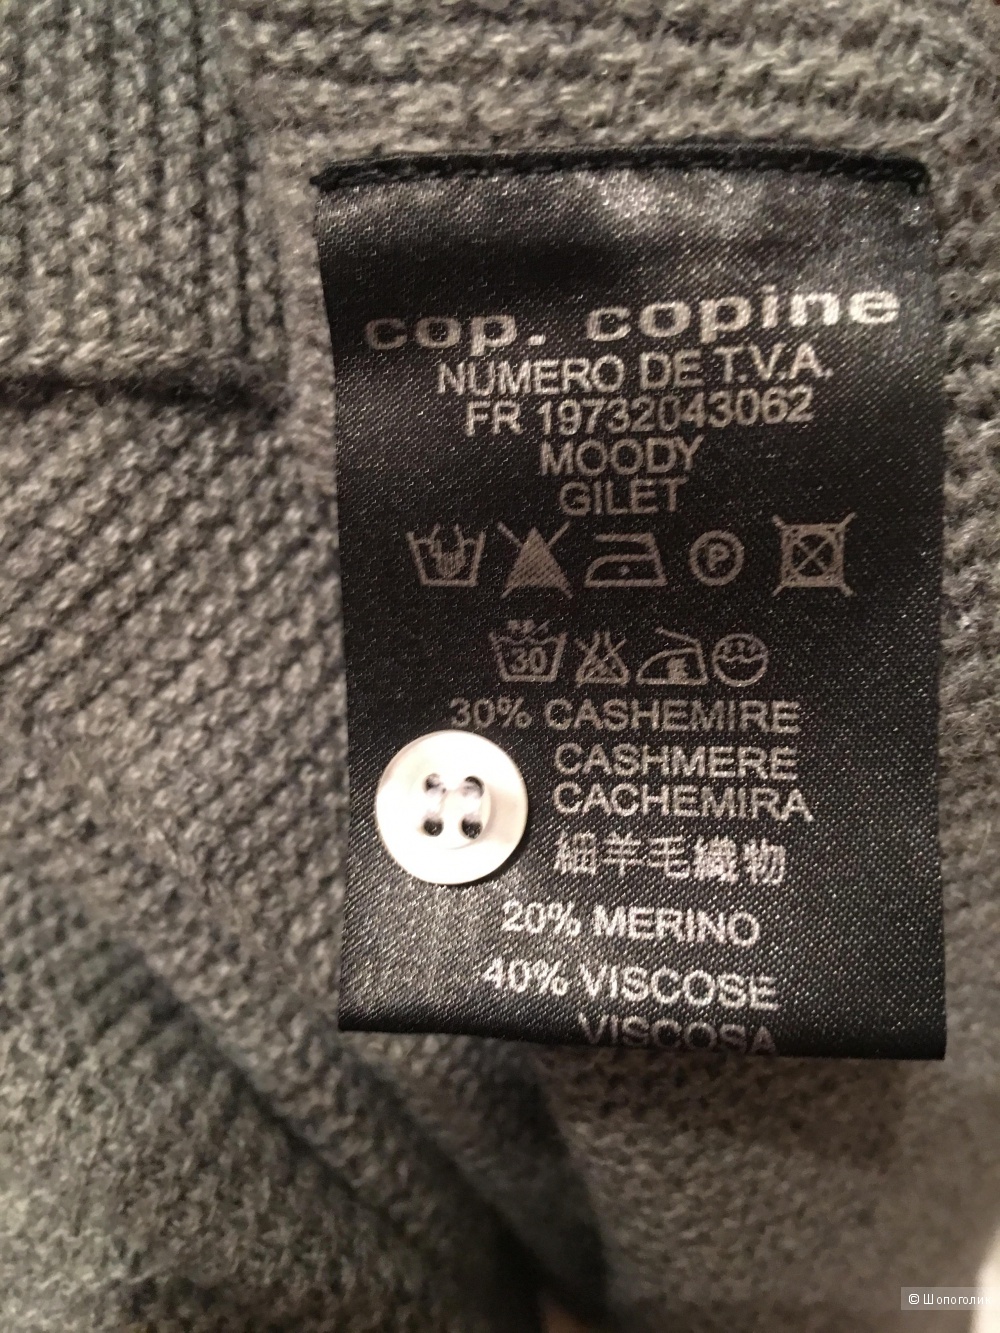 cop. copine
NUMERO DE T.V.A.
FR 19732043062
MOODY
GILET
P
30
30% CASHEMIRE
CASHMERE
CACHEMIRA
細羊毛織物
20% MERINO
40% VISCOSE
VISCOSA
© Шопоголик